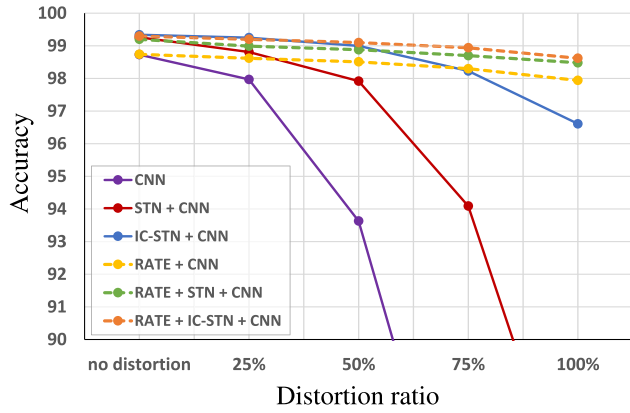 100
99
98
97
96
95
94
93
92
91
90
Accuracy
CNN
STN + CNN
IC-STN + CNN
RATE + CNN
RATE + STN + CNN
RATE + IC-STN + CNN
no distortion 25% 50% 75% 100%
Distortion ratio